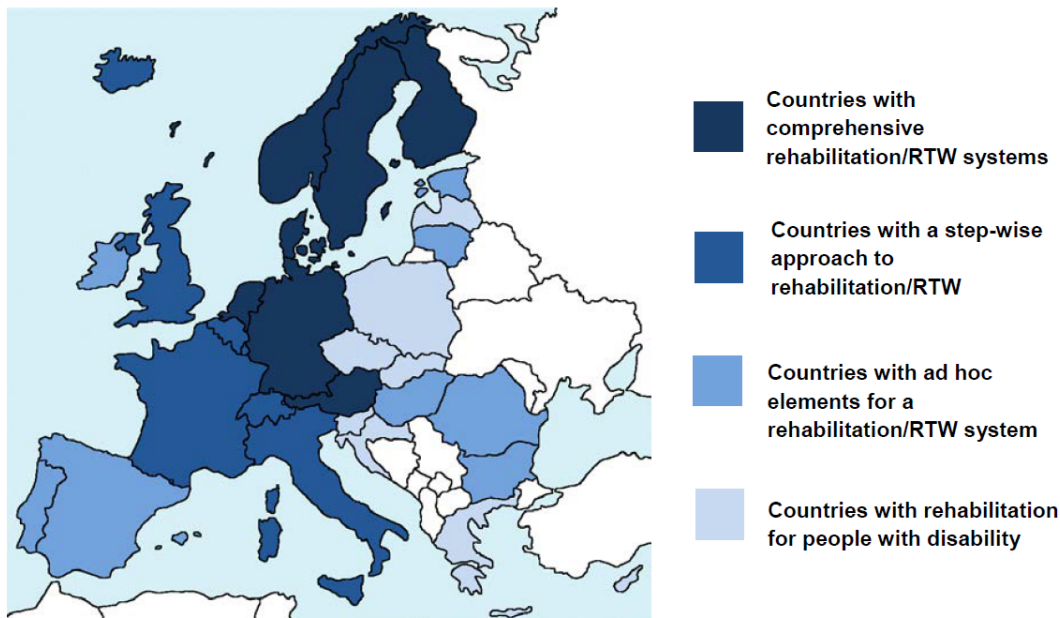 Countries with
comprehensive
rehabilitation/RTW systems
Countries with a step-wise
approach to
rehabilitation/RTW
Countries with ad hoc
elements for a
rehabilitation/RTW system
Countries with rehabilitation
for people with disability